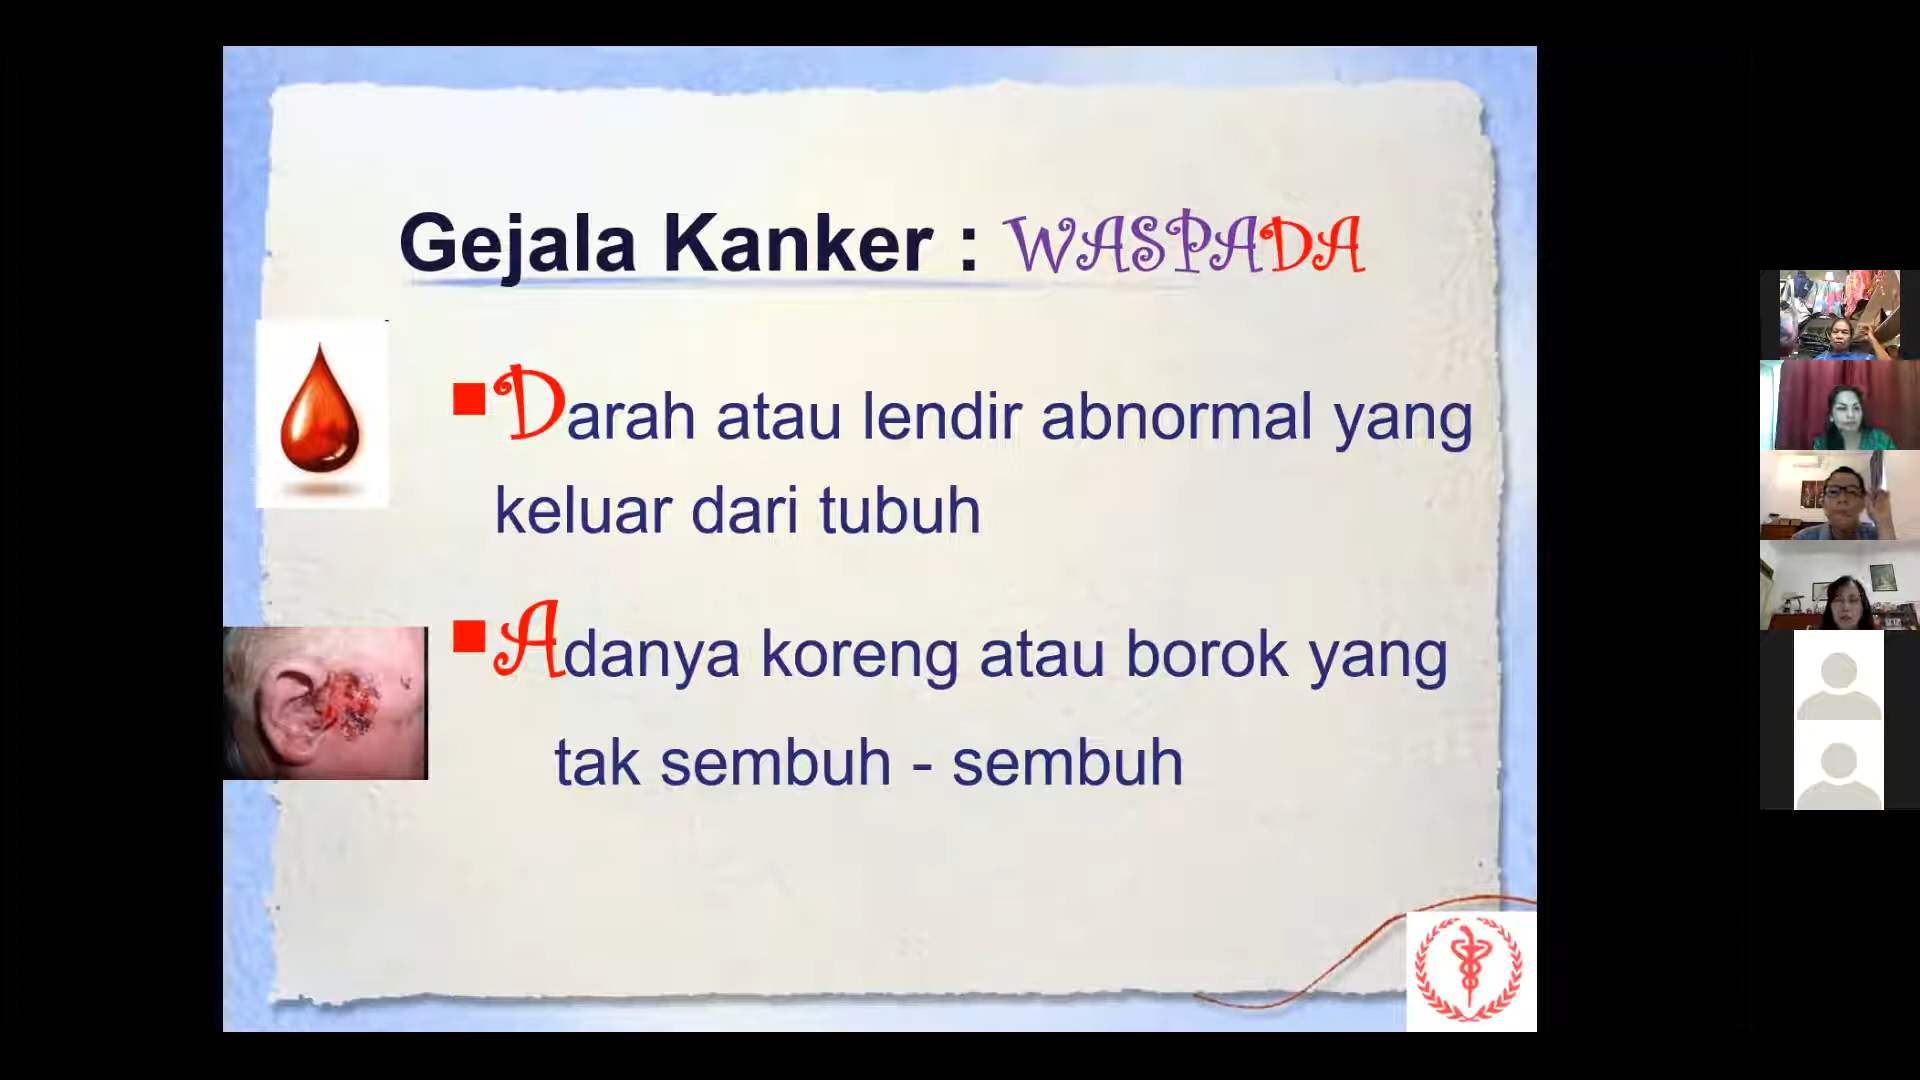 Gejala Kanker : WASPADA
Darah atau lendir abnormal yang
keluar dari tubuh
Adanya koreng atau borok yang
tak sembuh - sembuh